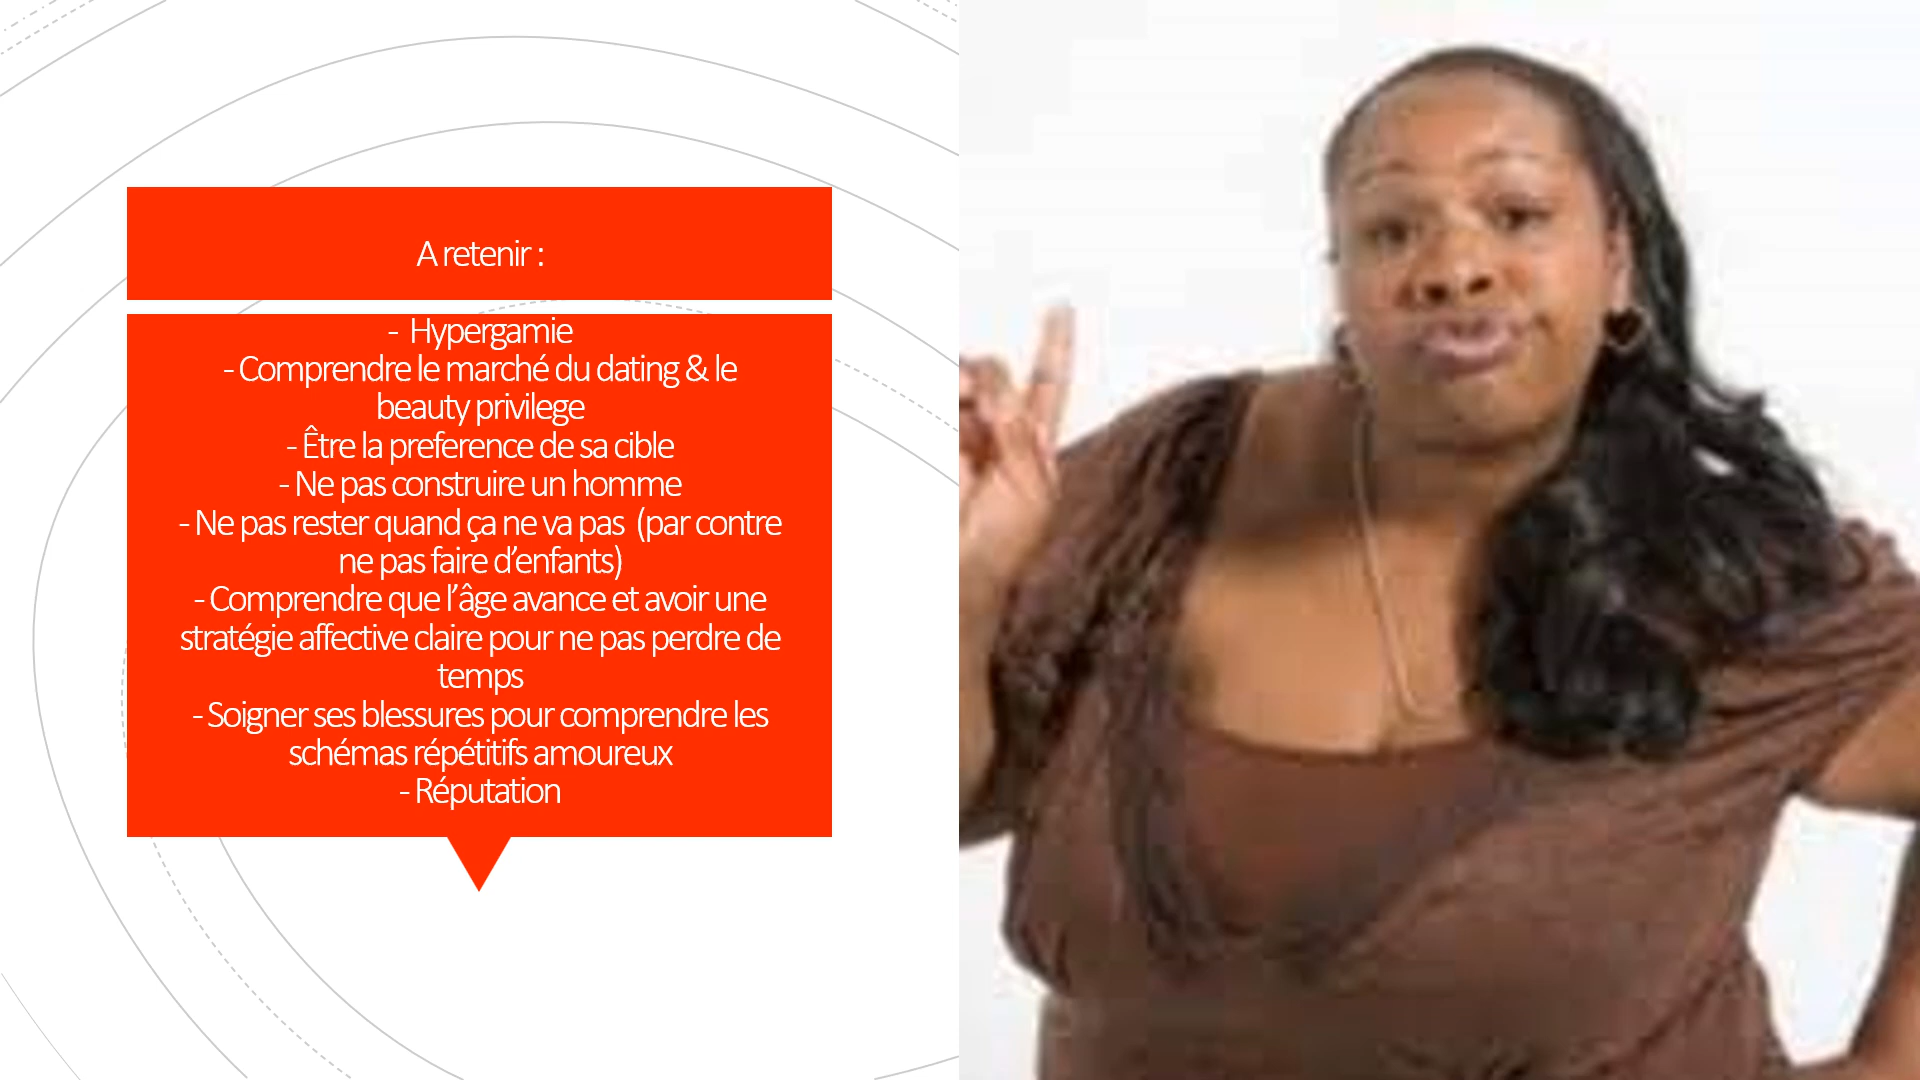 A retenir :
- Hypergamie
- Comprendre le marché du dating & le
beauty privilege
- Être la preference de sa cible
- Ne pas construire un homme
- Ne pas rester quand ça ne va pas (par contre
ne pas faire d’enfants)
- Comprendre que l’âge avance et avoir une
stratégie affective claire pour ne pas perdre de
temps
- Soigner ses blessures pour comprendre les
schémas répétitifs amoureux
- Réputation